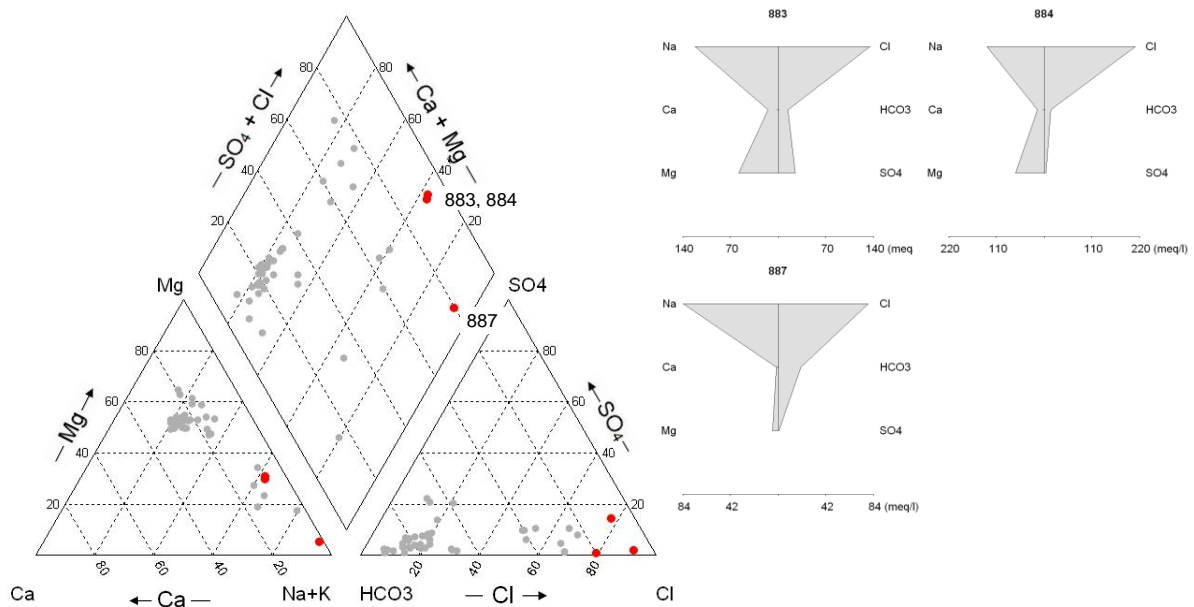 80
80
60
60
40
40
20
20
← SO4 + Cl →
← Ca + Mg —
883, 884
887
Mg
SO4
80
60
40
20
80
60
40
20
— Mg →
— SO4 →
80
60
40
20
20
40
60
80
Ca
← Ca —
Na+K
HCO3
— Cl →
Cl
883
Na
Cl
Ca
HCO3
Mg
SO4
140
70
70
140 (meq
884
Na
Cl
Ca
HCO3
Mg
SO4
220
110
110
220 (meq/l)
887
Na
Cl
Ca
HCO3
Mg
SO4
84
42
42
84 (meq/l)